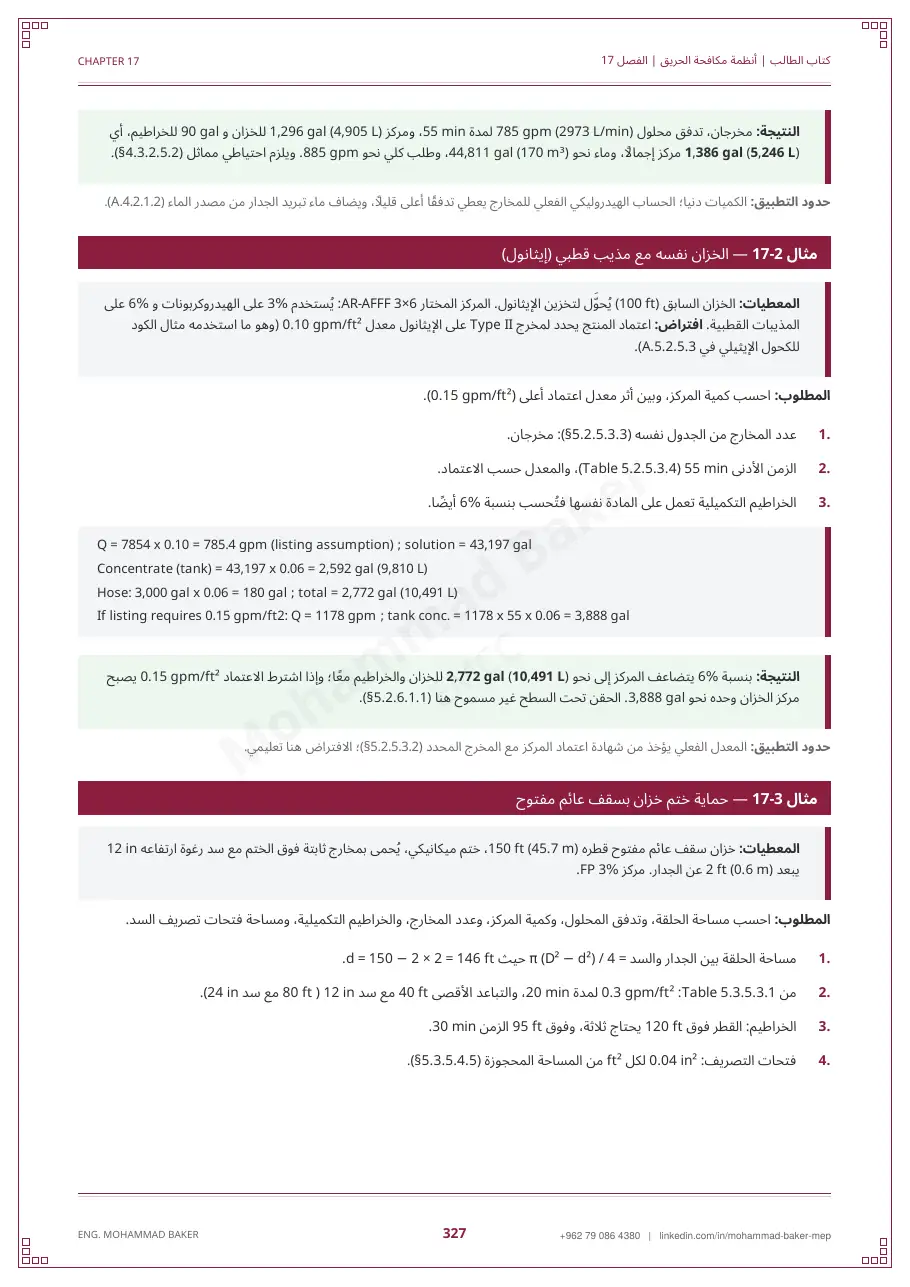 CHAPTER 17
كتاب الطالب | أنظمة مكافحة الحريق | الفصل 17
النتيجة: مخرجان، تدفق محلول 785 gpm (2973 L/min) لمدة 55 min، ومركز 1,296 gal (4,905 L) للخزان و 90 gal للخراطيم، أي
1,386 gal (5,246 L) مركز إجمالًا، وماء نحو 44,811 gal (170 m³)، وطلب كلي نحو 885 gpm. ويلزم احتياطي مماثل (§4.3.2.5.2).
حدود التطبيق: الكميات دنيا؛ الحساب الهيدروليكي الفعلي للمخارج يعطي تدفقًا أعلى قليلًا، ويضاف ماء تبريد الجدار من مصدر الماء (A.4.2.1.2).
مثال 2-17 — الخزان نفسه مع مذيب قطبي (إيثانول)
المعطيات: الخزان السابق (100 ft) يُحوَّل لتخزين الإيثانول. المركز المختار AR-AFFF 3×6: يُستخدم 3% على الهيدروكربونات و 6% على
المذيبات القطبية. افتراض: اعتماد المنتج يحدد لمخرج Type II على الإيثانول معدل 0.10 gpm/ft² (وهو ما استخدمه مثال الكود
للكحول الإيثيلي في A.5.2.5.3).
المطلوب: احسب كمية المركز، وبين أثر معدل اعتماد أعلى (0.15 gpm/ft²).
1. عدد المخارج من الجدول نفسه (§5.2.5.3.3): مخرجان.
2. الزمن الأدنى 55 min (Table 5.2.5.3.4)، والمعدل حسب الاعتماد.
3. الخراطيم التكميلية تعمل على المادة نفسها فتُحسب بنسبة 6% أيضًا.
Q = 7854 x 0.10 = 785.4 gpm (listing assumption) ; solution = 43,197 gal
Concentrate (tank) = 43,197 x 0.06 = 2,592 gal (9,810 L)
Hose: 3,000 gal x 0.06 = 180 gal ; total = 2,772 gal (10,491 L)
If listing requires 0.15 gpm/ft2: Q = 1178 gpm ; tank conc. = 1178 x 55 x 0.06 = 3,888 gal
النتيجة: بنسبة 6% يتضاعف المركز إلى نحو 2,772 gal (10,491 L) للخزان والخراطيم معًا؛ وإذا اشترط الاعتماد 0.15 gpm/ft² يصبح
مركز الخزان وحده نحو 3,888 gal. الحقن تحت السطح غير مسموح هنا (§5.2.6.1.1).
حدود التطبيق: المعدل الفعلي يؤخذ من شهادة اعتماد المركز مع المخرج المحدد (§5.2.5.3.2)؛ الافتراض هنا تعليمي.
مثال 3-17 — حماية ختم خزان بسقف عائم مفتوح
المعطيات: خزان سقف عائم مفتوح قطره 150 ft (45.7 m)، ختم ميكانيكي، يُحمى بمخارج ثابتة فوق الختم مع سد رغوة ارتفاعه 12 in
يبعد 2 ft (0.6 m) عن الجدار. مركز FP 3%.
المطلوب: احسب مساحة الحلقة، وتدفق المحلول، وكمية المركز، وعدد المخارج، والخراطيم التكميلية، ومساحة فتحات تصريف السد.
1. مساحة الحلقة بين الجدار والسد = π (D² − d²) / 4 حيث d = 150 − 2 × 2 = 146 ft.
2. من Table 5.3.5.3.1: 0.3 gpm/ft² لمدة 20 min، والتباعد الأقصى 40 ft مع سد 12 in ( 80 ft مع سد 24 in).
3. الخراطيم: القطر فوق 120 ft يحتاج ثلاثة، وفوق 95 ft الزمن 30 min.
4. فتحات التصريف: 0.04 in² لكل ft² من المساحة المحجوزة (§5.3.5.4.5).
Mohammad Baker
ENG. MOHAMMAD BAKER
327
+962 79 086 4380 | linkedin.com/in/mohammad-baker-mep